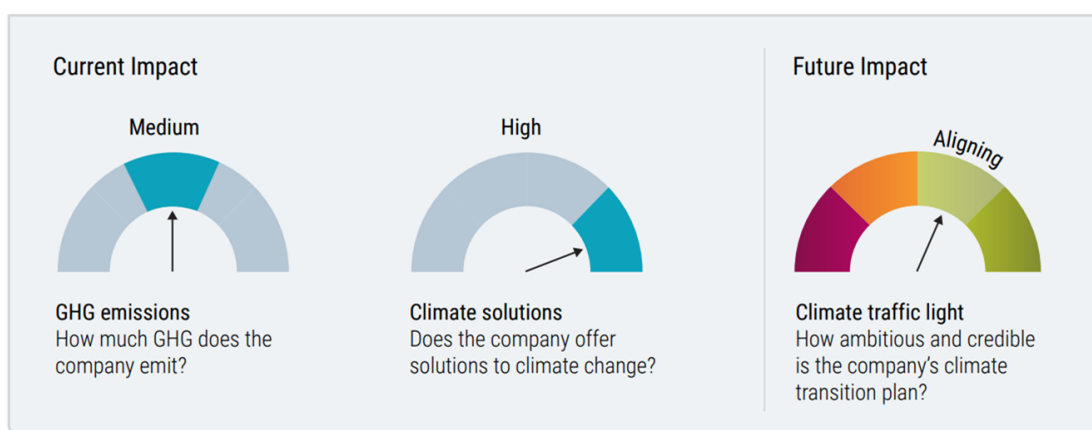 Current Impact
Medium
GHG emissions
How much GHG does the
company emit?
High
Climate solutions
Does the company offer
solutions to climate change?
Future Impact
Aligning
Climate traffic light
How ambitious and credible
is the company's climate
transition plan?